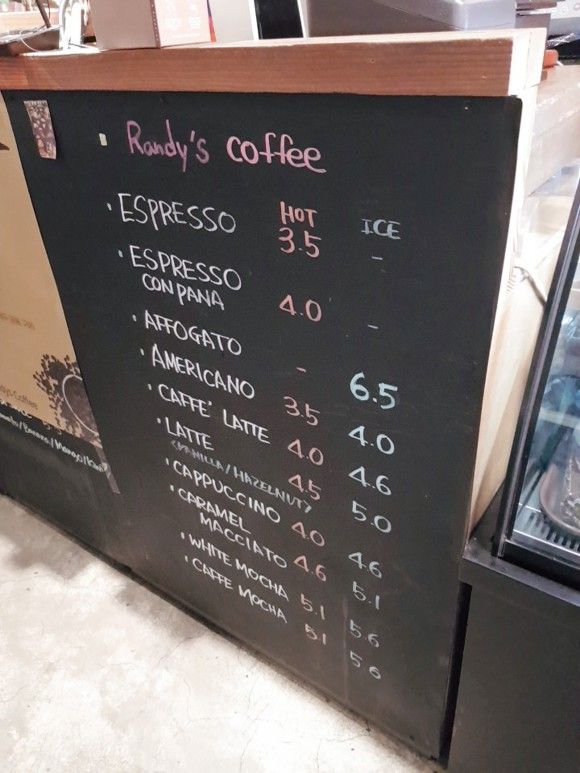 Randy's coffee
HOT ICE
ESPRESSO 3.5 -
ESPRESSO
CON PANA 4.0 -
AFFOGATO - 6.5
AMERICANO 3.5 4.0
CAFFE' LATTE 4.0 4.6
LATTE
(VANILLA/HAZELNUT) 4.5 5.0
CAPPUCCINO 4.0 4.6
CARAMEL
MACCIATO 4.6 5.1
WHITE MOCHA 5.1 5.6
CAFFE MOCHA 5.1 5.6